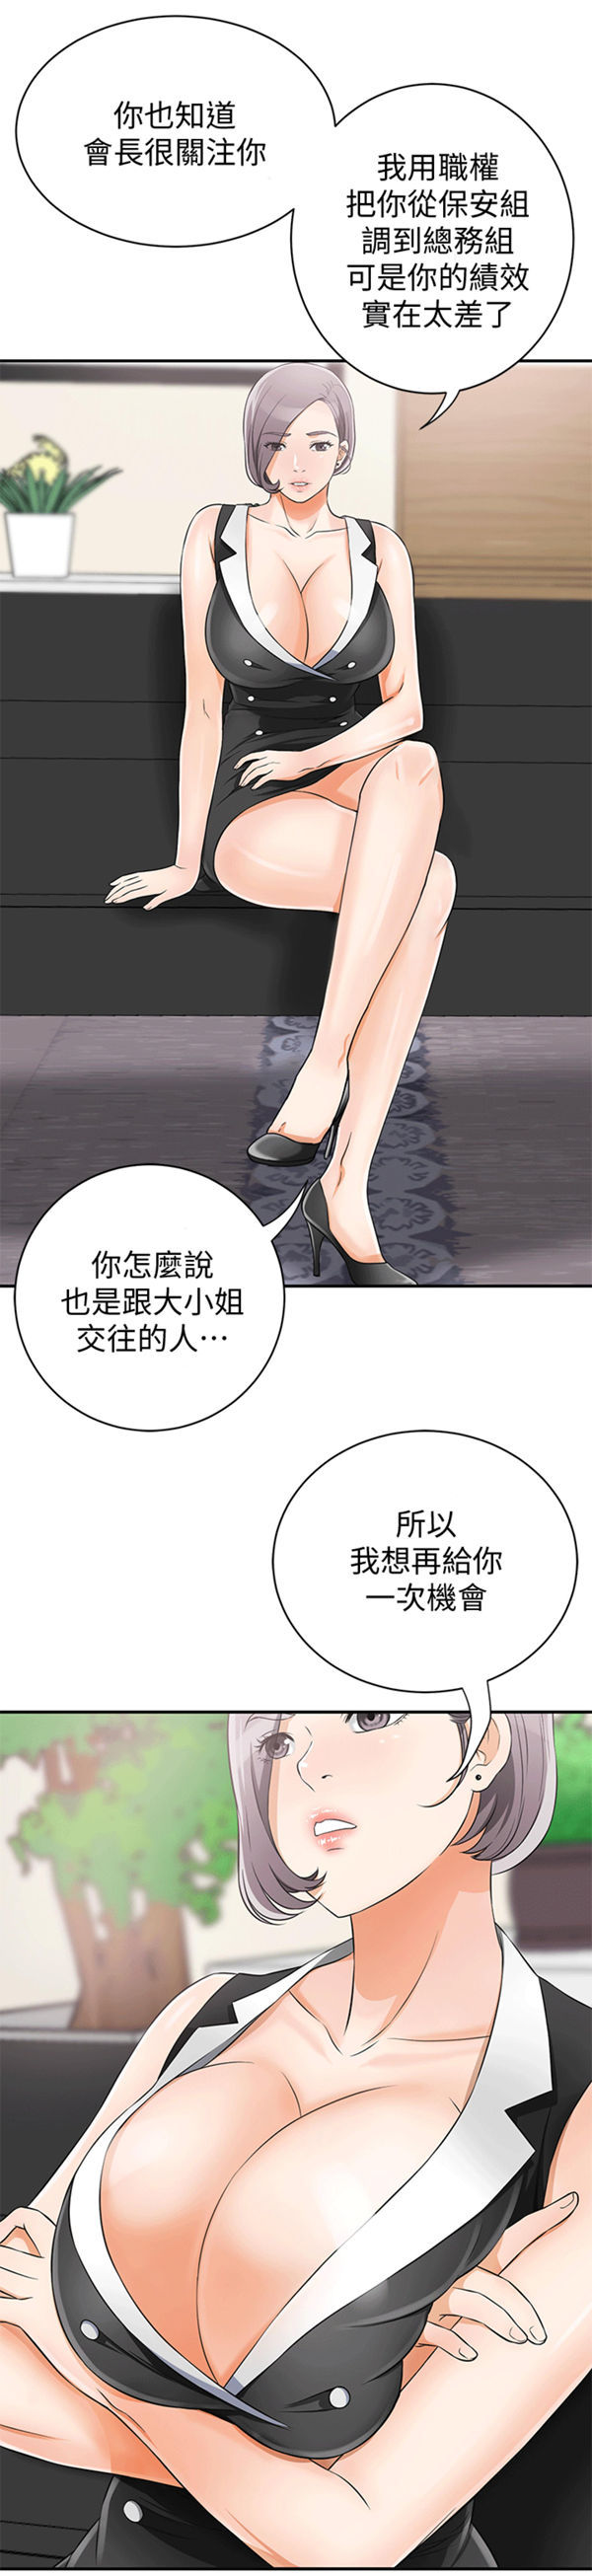 你也知道
會長很關注你
我用職權
把你從保安組
調到總務組
可是你的績效
實在太差了
你怎麼說
也是跟大小姐
交往的人…
所以
我想再給你
一次機會